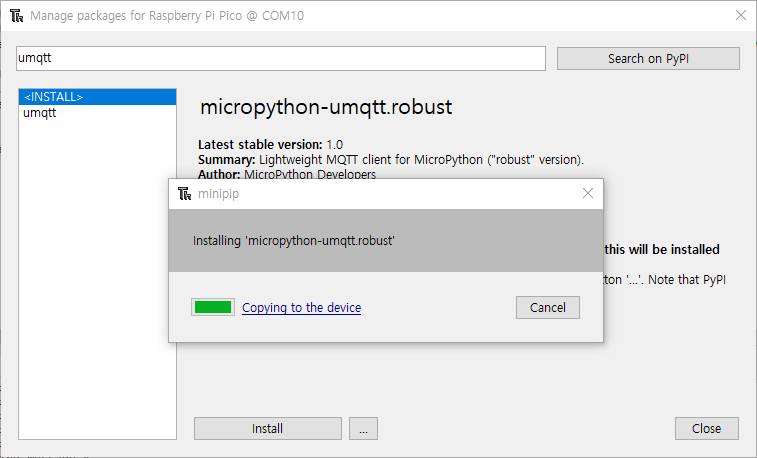 Manage packages for Raspberry Pi Pico @ COM10
umqtt
Search on PyPI
<INSTALL>
umqtt
micropython-umqtt.robust
Latest stable version: 1.0
Summary: Lightweight MQTT client for MicroPython ("robust" version).
Author: MicroPython Developers
minipip
Installing 'micropython-umqtt.robust'
this will be installed
'...'. Note that PyPI
Copying to the device
Cancel
Install
...
Close